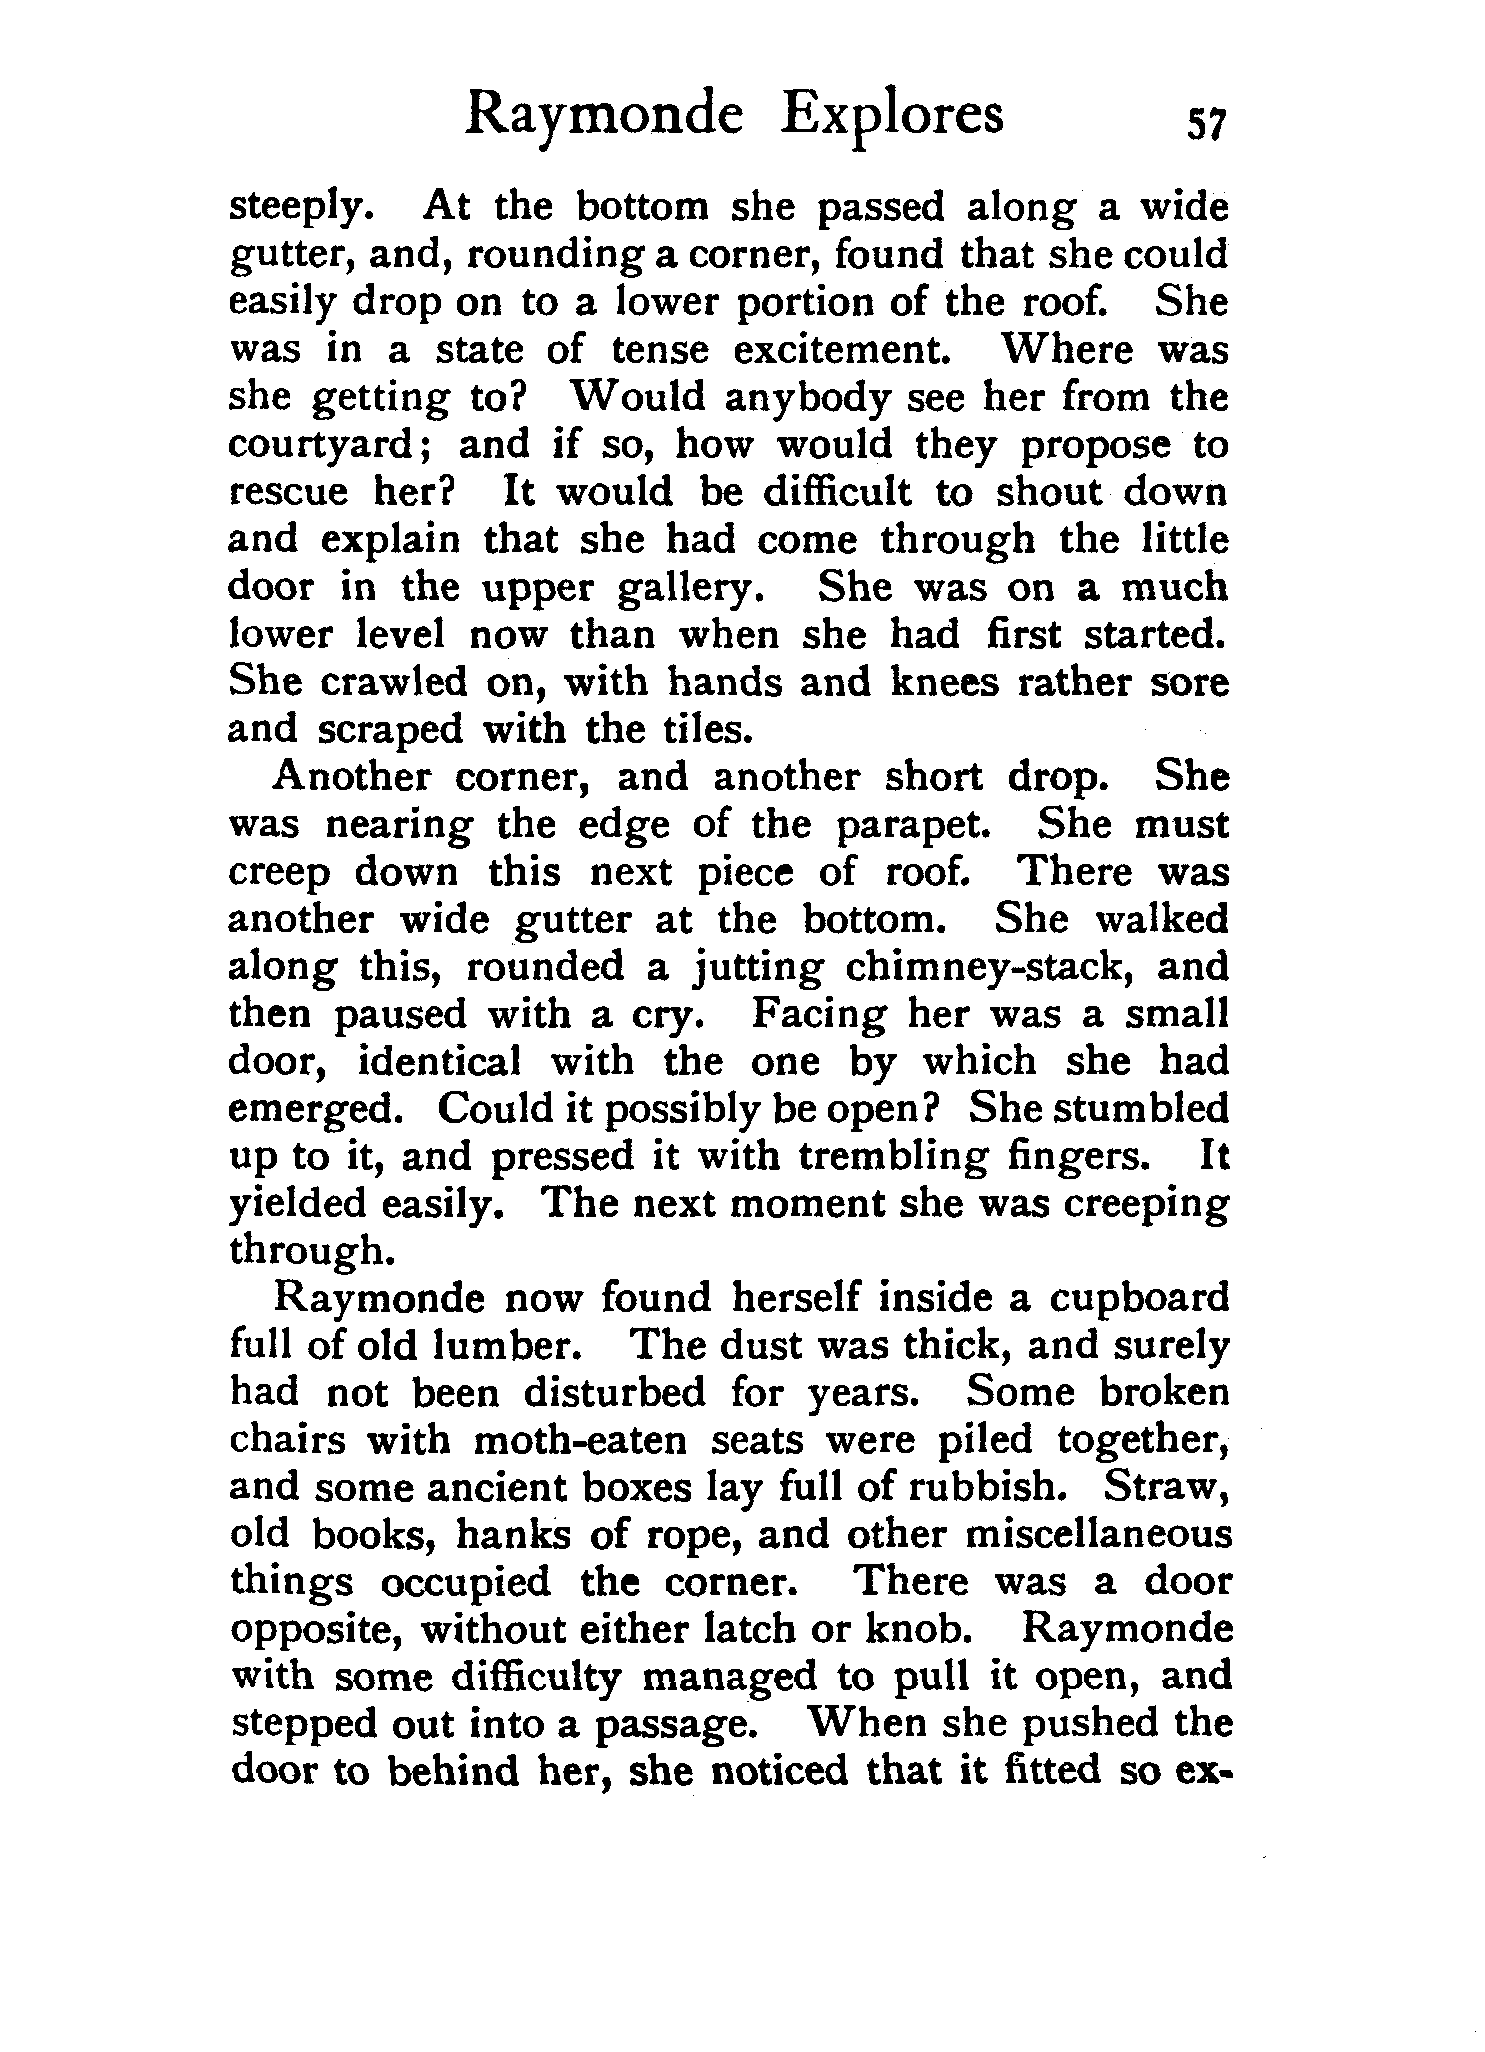 Raymonde Explores 57
steeply. At the bottom she passed along a wide
gutter, and, rounding a corner, found that she could
easily drop on to a lower portion of the roof. She
was in a state of tense excitement. Where was
she getting to? Would anybody see her from the
courtyard; and if so, how would they propose to
rescue her? It would be difficult to shout down
and explain that she had come through the little
door in the upper gallery. She was on a much
lower level now than when she had first started.
She crawled on, with hands and knees rather sore
and scraped with the tiles.
Another corner, and another short drop. She
was nearing the edge of the parapet. She must
creep down this next piece of roof. There was
another wide gutter at the bottom. She walked
along this, rounded a jutting chimney-stack, and
then paused with a cry. Facing her was a small
door, identical with the one by which she had
emerged. Could it possibly be open? She stumbled
up to it, and pressed it with trembling fingers. It
yielded easily. The next moment she was creeping
through.
Raymonde now found herself inside a cupboard
full of old lumber. The dust was thick, and surely
had not been disturbed for years. Some broken
chairs with moth-eaten seats were piled together,
and some ancient boxes lay full of rubbish. Straw,
old books, hanks of rope, and other miscellaneous
things occupied the corner. There was a door
opposite, without either latch or knob. Raymonde
with some difficulty managed to pull it open, and
stepped out into a passage. When she pushed the
door to behind her, she noticed that it fitted so ex-